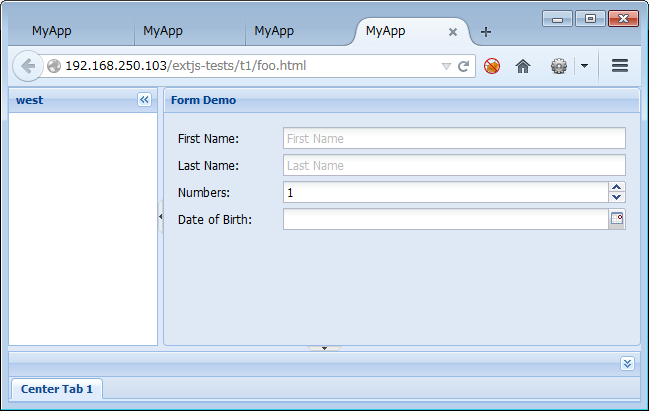 MyApp MyApp MyApp MyApp
192.168.250.103/extjs-tests/t1/foo.html
west
Form Demo
First Name: First Name
Last Name: Last Name
Numbers: 1
Date of Birth:
Center Tab 1